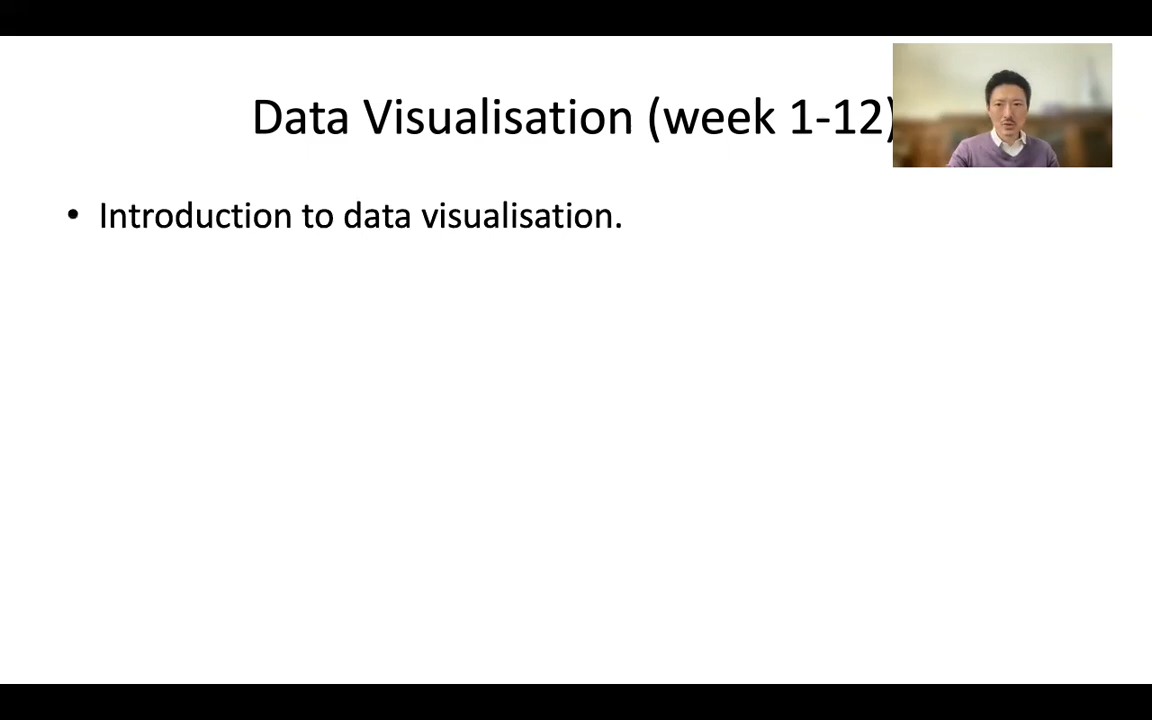 Data Visualisation (week 1-12)
• Introduction to data visualisation.